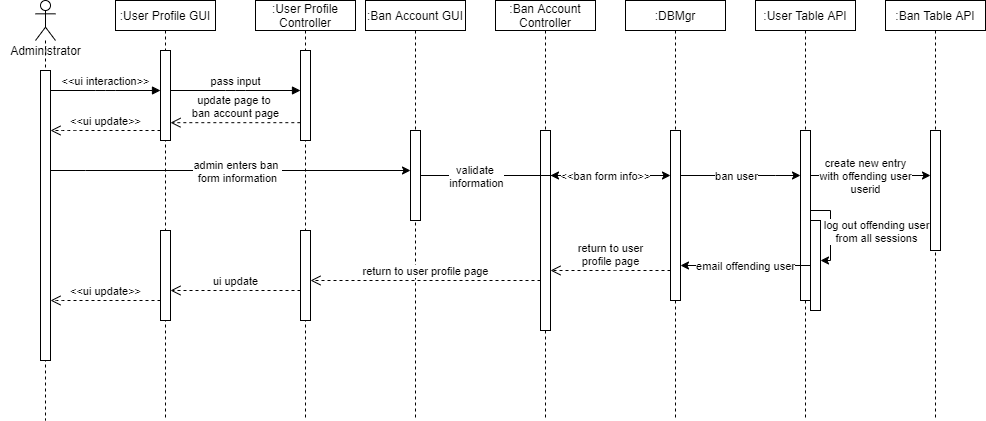 :User Profile GUI
:User Profile
Controller
:Ban Account GUI
:Ban Account
Controller
:DBMgr
:User Table API
:Ban Table API
Administrator
<<ui interaction>>
pass input
update page to
ban account page
<<ui update>>
admin enters ban
form information
validate
information
<<ban form info>>
ban user
create new entry
with offending user
userid
log out offending user
from all sessions
email offending user
return to user
profile page
return to user profile page
ui update
<<ui update>>